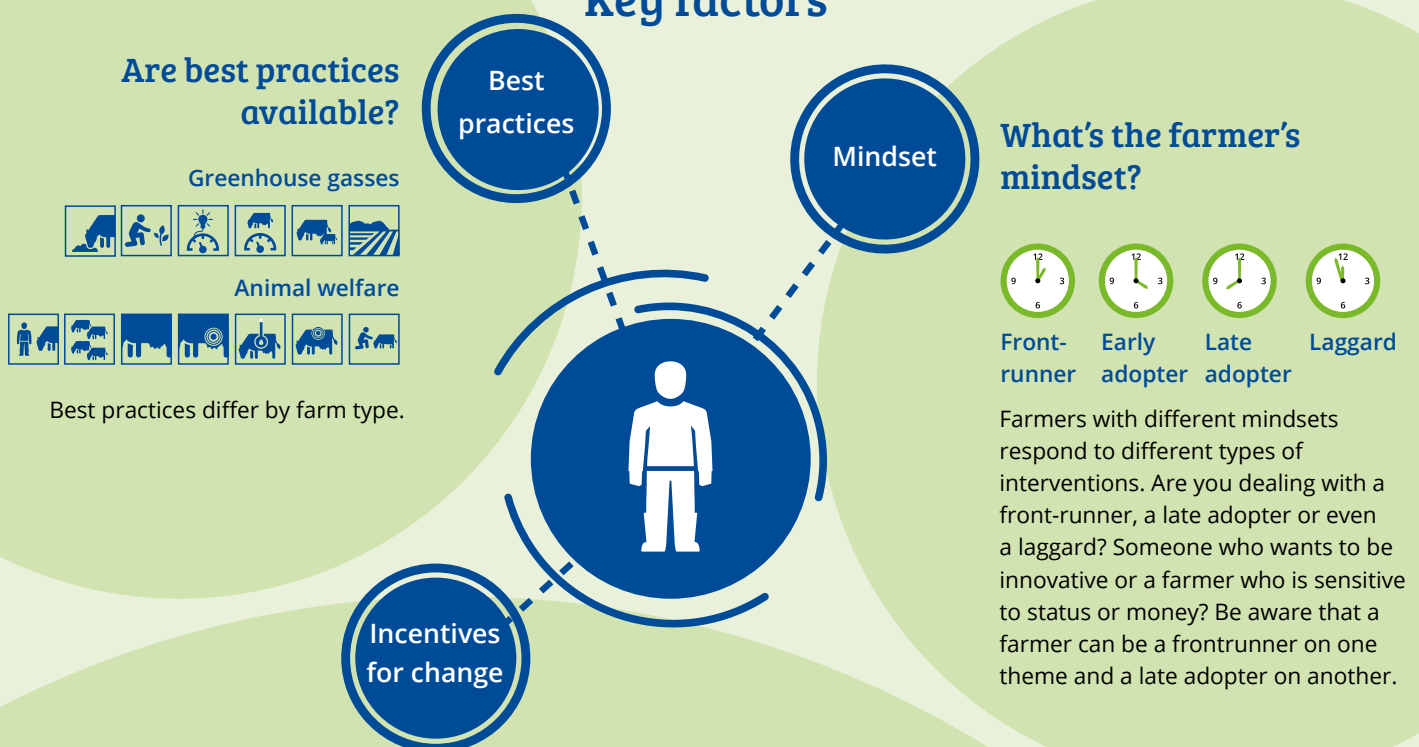 Key factors
Are best practices
available?
Greenhouse gasses
Animal welfare
Best practices differ by farm type.
Best
practices
Mindset
Incentives
for change
What's the farmer's
mindset?
12
3
6
9
12
3
6
9
12
3
6
9
12
3
6
9
Front-
runner
Early
adopter
Late
adopter
Laggard
Farmers with different mindsets
respond to different types of
interventions. Are you dealing with a
front-runner, a late adopter or even
a laggard? Someone who wants to be
innovative or a farmer who is sensitive
to status or money? Be aware that a
farmer can be a frontrunner on one
theme and a late adopter on another.